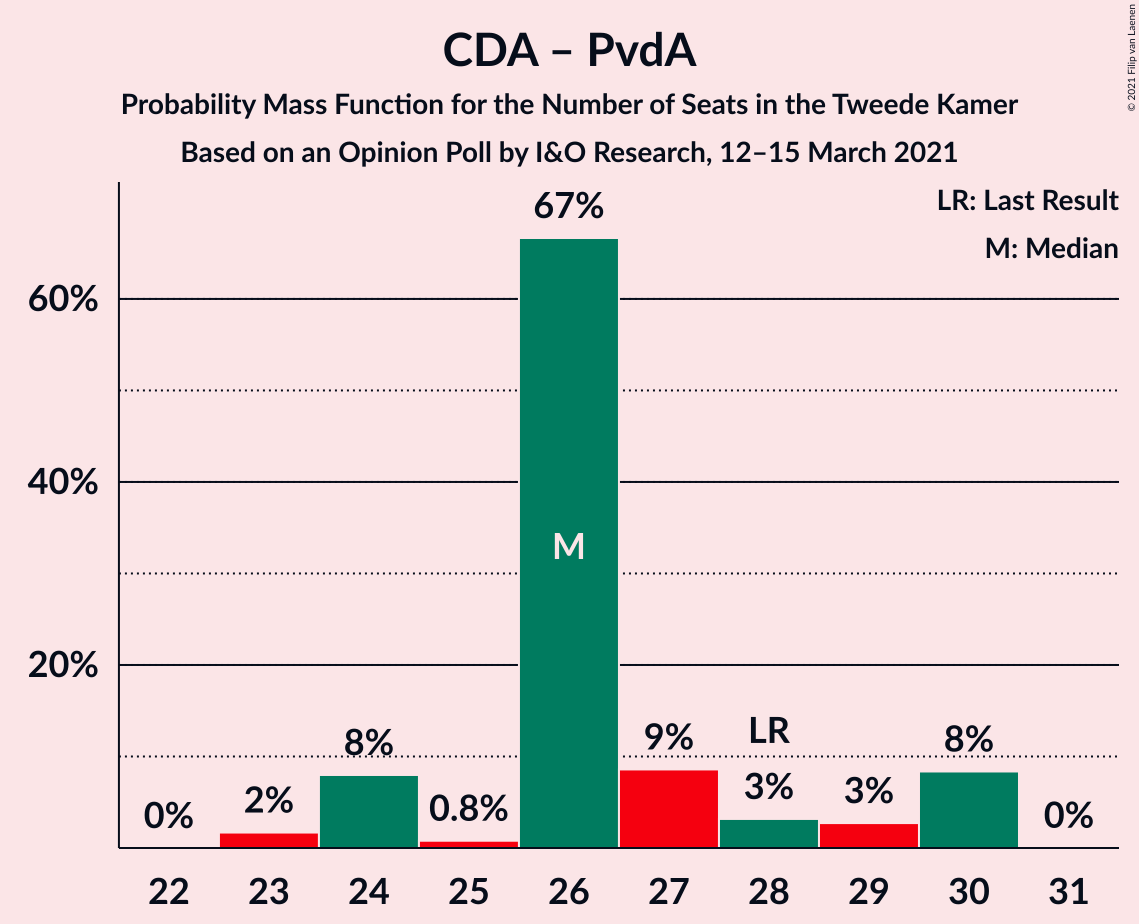 CDA – PvdA
Probability Mass Function for the Number of Seats in the Tweede Kamer
Based on an Opinion Poll by I&O Research, 12–15 March 2021
© 2021 Filip van Laenen
LR: Last Result
M: Median
60%
40%
20%
0%
2%
8%
0.8%
67%
M
9%
LR
3%
3%
8%
0%
22 23 24 25 26 27 28 29 30 31